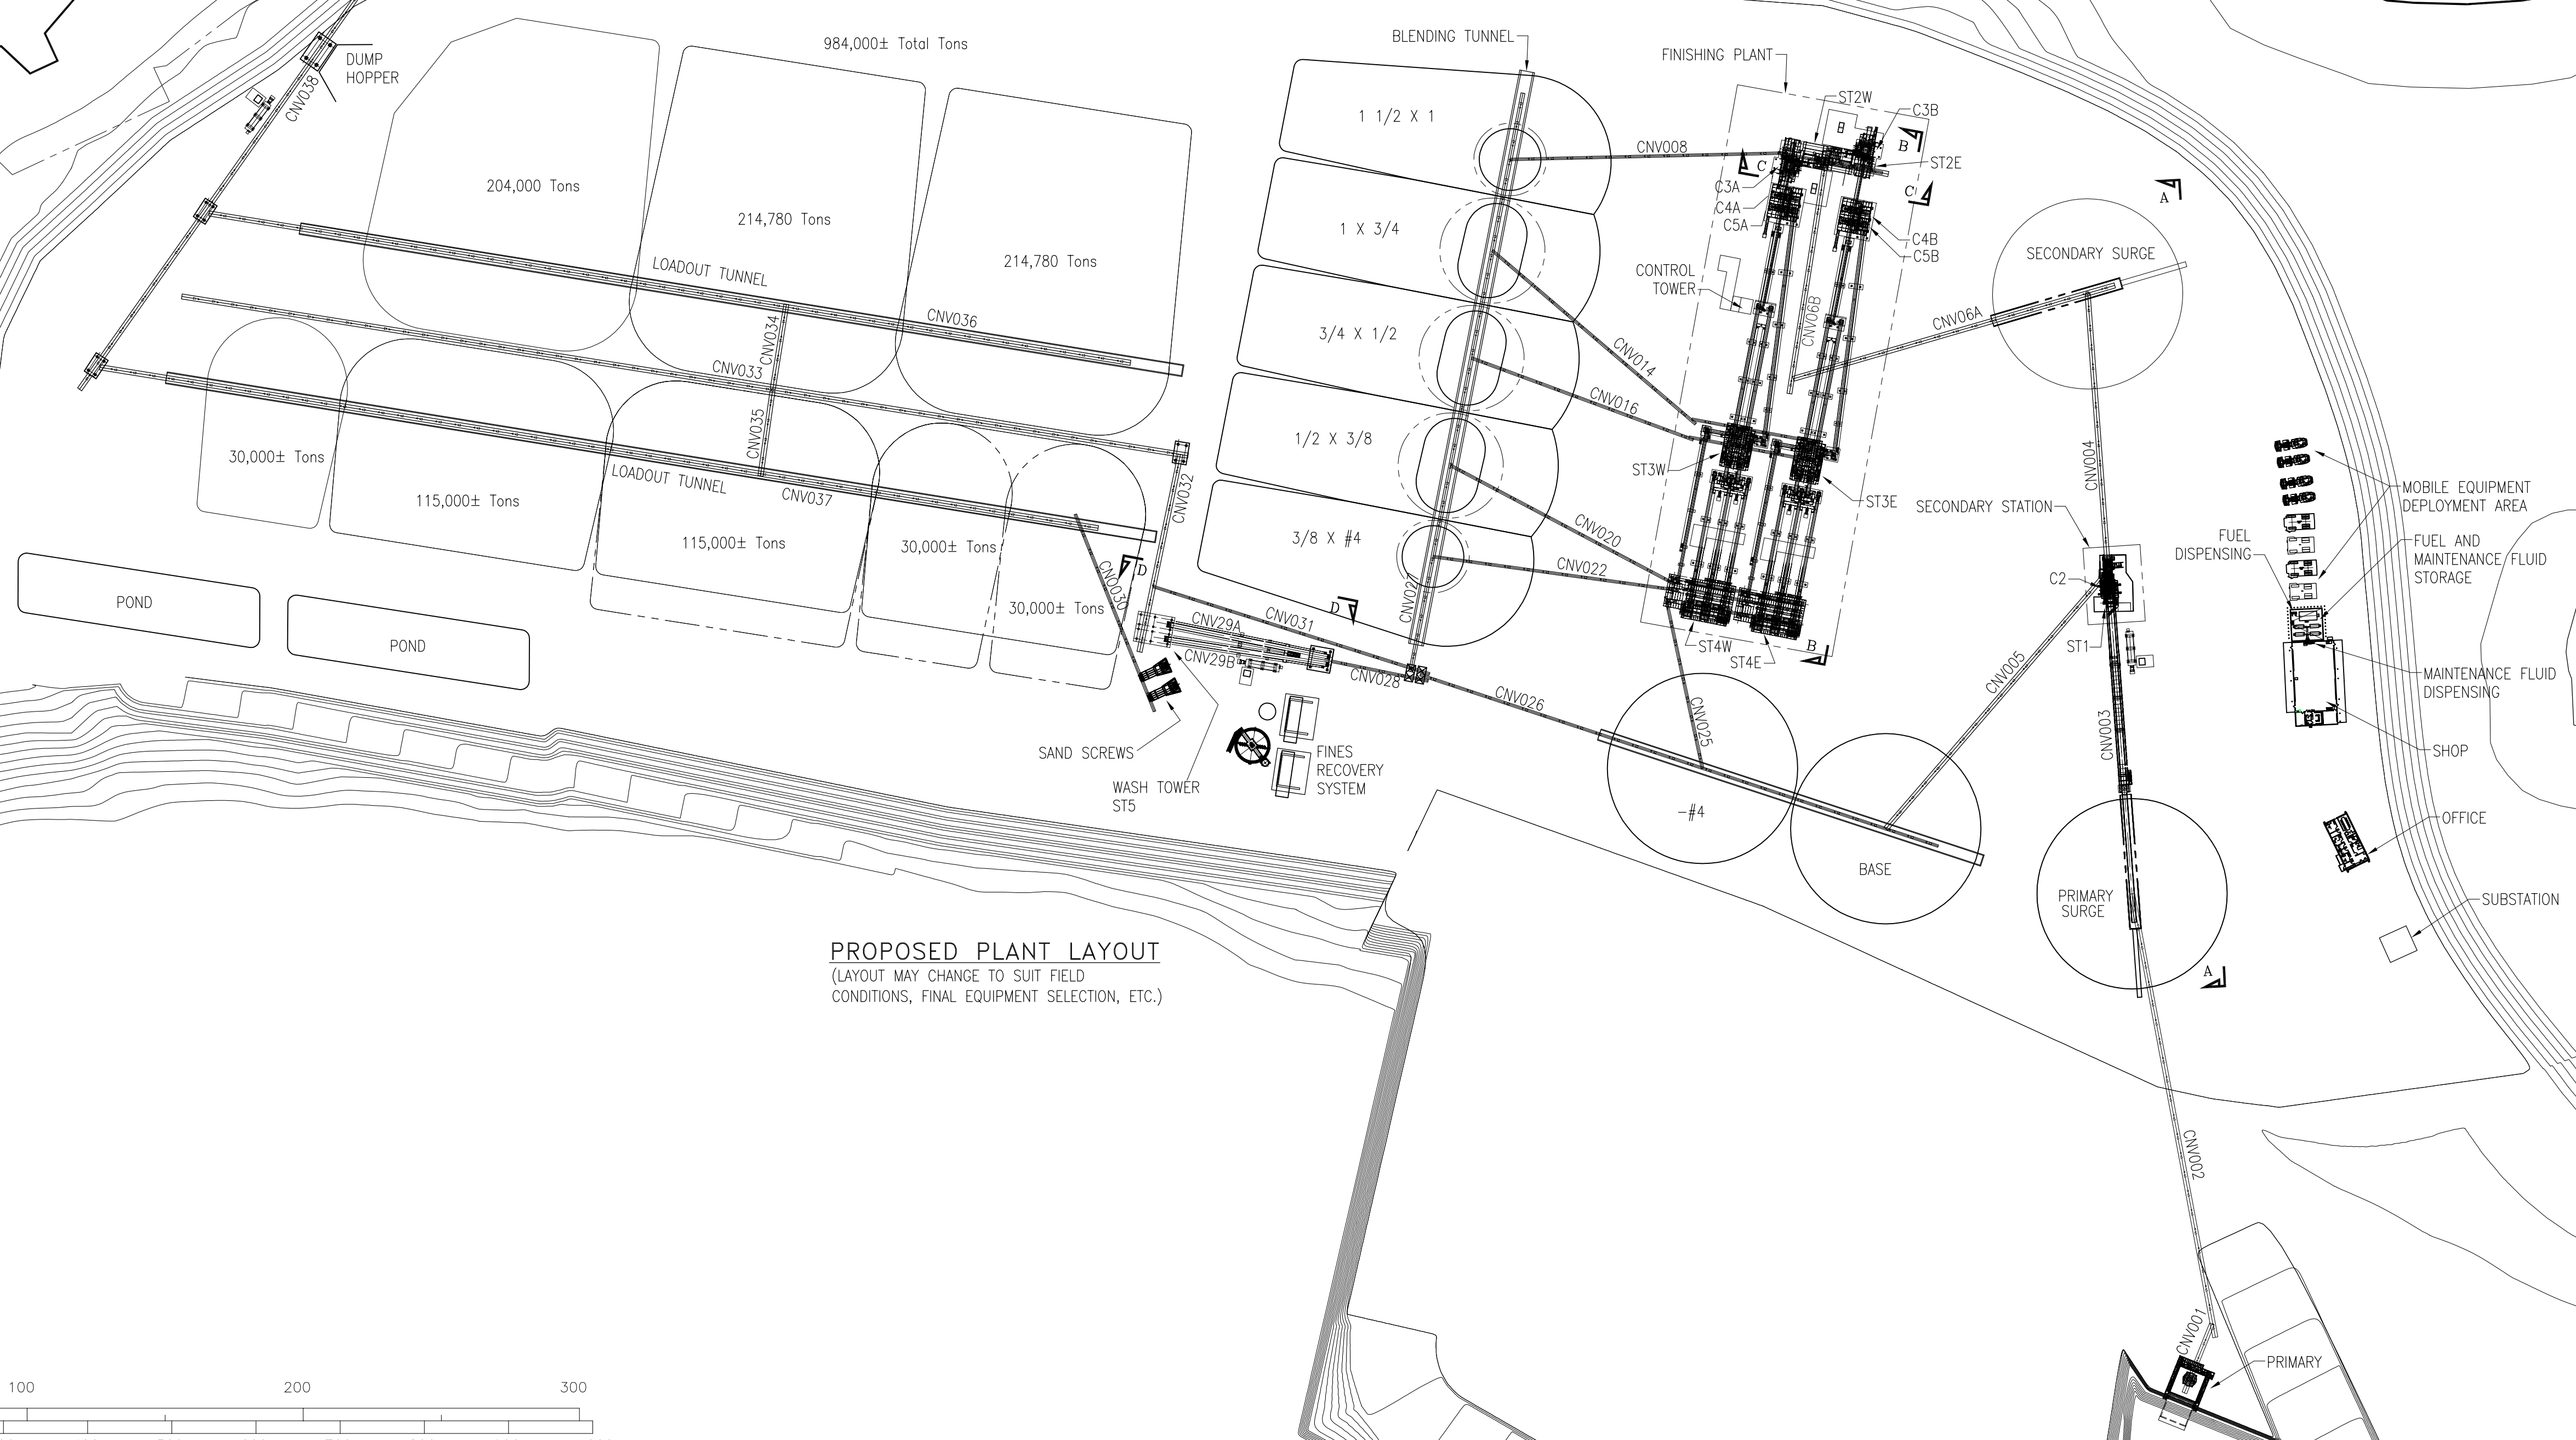 984,000± Total Tons
DUMP
HOPPER
CNV038
204,000 Tons
214,780 Tons
214,780 Tons
LOADOUT TUNNEL
CNV036
CNV034
CNV033
CNV035
LOADOUT TUNNEL
CNV037
CNV032
30,000± Tons
115,000± Tons
115,000± Tons
30,000± Tons
30,000± Tons
POND
POND
BLENDING TUNNEL
1 1/2 X 1
1 X 3/4
3/4 X 1/2
1/2 X 3/8
3/8 X #4
CNV027
FINISHING PLANT
ST2W
C3B
B
ST2E
CNV008
C
C3A
C4A
C5A
C
C4B
C5B
CONTROL
TOWER
CNV06B
CNV014
CNV016
ST3W
ST3E
CNV020
CNV022
ST4W
ST4E
B
A
SECONDARY SURGE
CNV06A
CNV004
SECONDARY STATION
C2
ST1
CNV005
CNV003
MOBILE EQUIPMENT
DEPLOYMENT AREA
FUEL
DISPENSING
FUEL AND
MAINTENANCE FLUID
STORAGE
MAINTENANCE FLUID
DISPENSING
SHOP
OFFICE
SUBSTATION
D
CNO030
D
CNV29A
CNV031
CNV29B
CNV028
CNV026
CNV025
SAND SCREWS
WASH TOWER
ST5
FINES
RECOVERY
SYSTEM
-#4
BASE
PRIMARY
SURGE
A
CNV002
CNV001
PRIMARY
PROPOSED PLANT LAYOUT
(LAYOUT MAY CHANGE TO SUIT FIELD
CONDITIONS, FINAL EQUIPMENT SELECTION, ETC.)
100 200 300